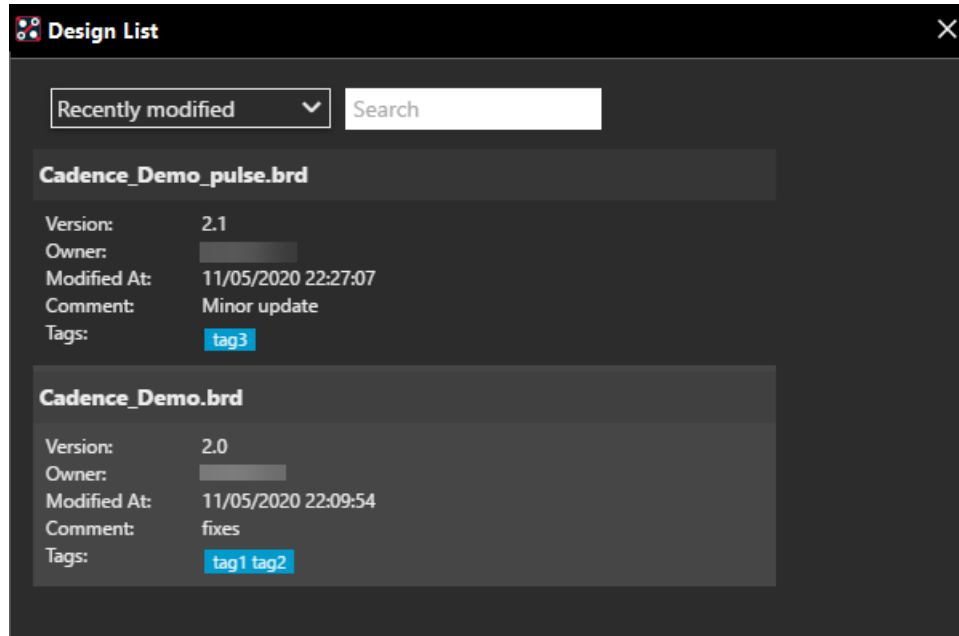 Design List
Recently modified Search
Cadence_Demo_pulse.brd
Version: 2.1
Owner:
Modified At: 11/05/2020 22:27:07
Comment: Minor update
Tags: tag3
Cadence_Demo.brd
Version: 2.0
Owner:
Modified At: 11/05/2020 22:09:54
Comment: fixes
Tags: tag1 tag2